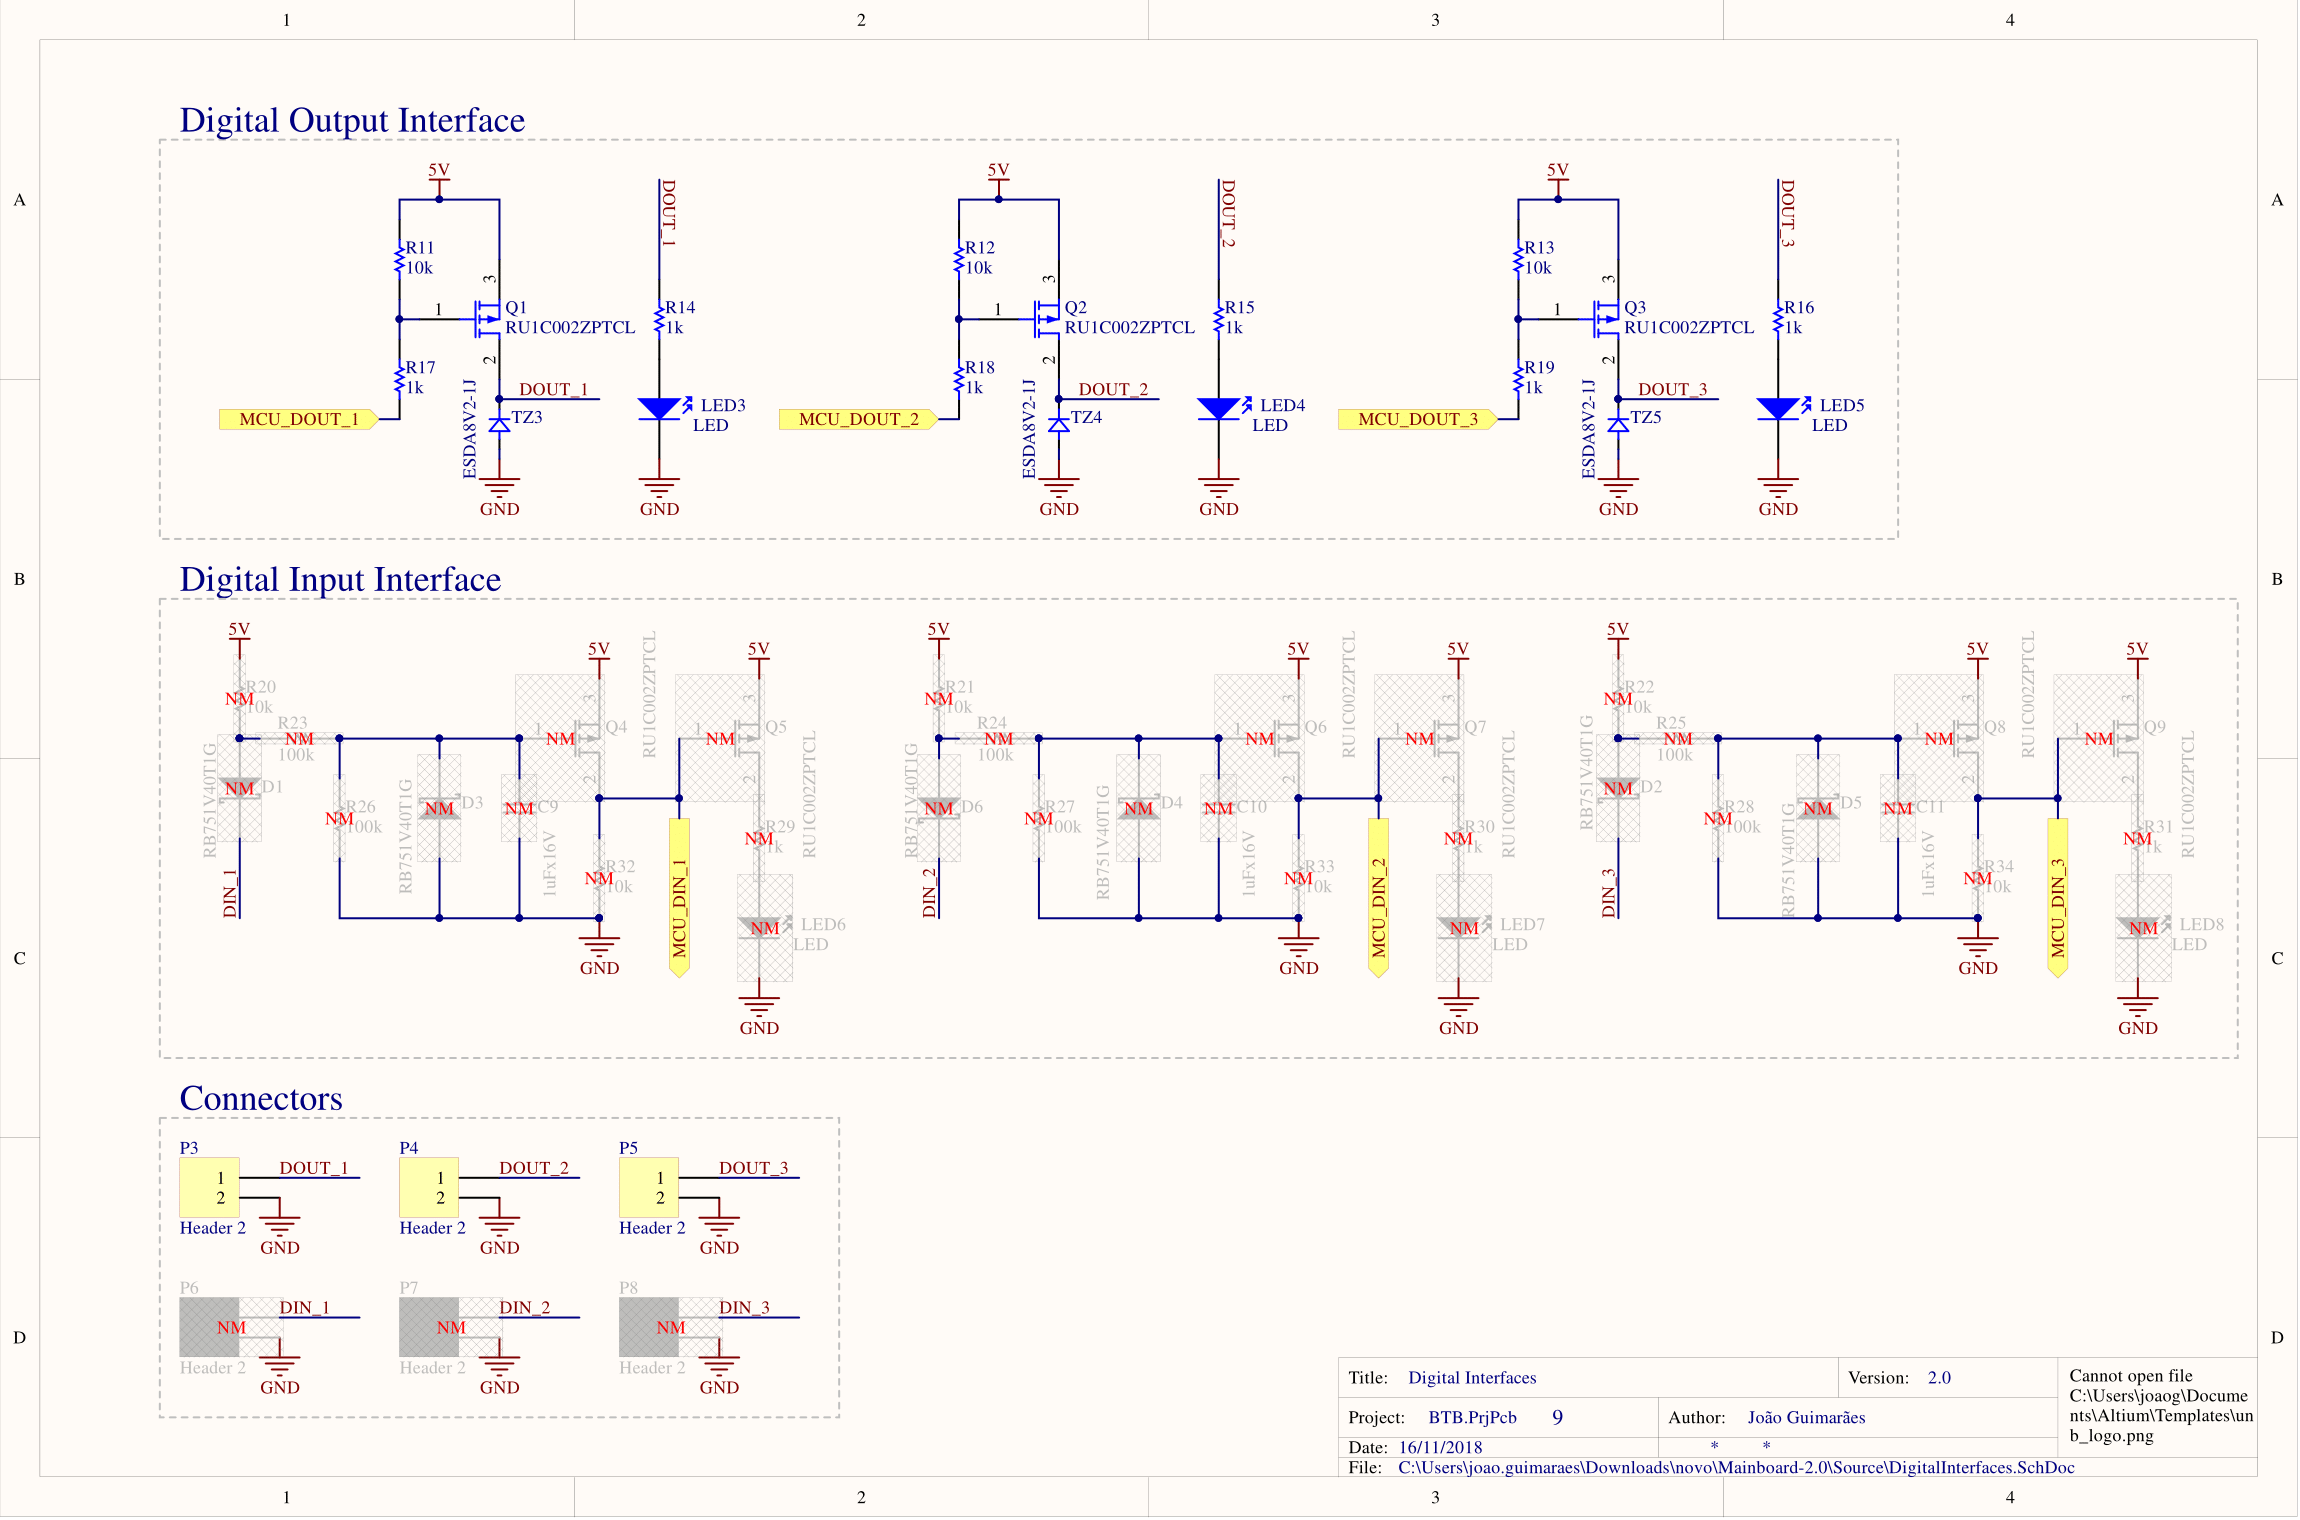 1 2 3 4
A A
Digital Output Interface
5V DOUT_1 5V DOUT_2 5V DOUT_3
R11 R12 R13
10k 10k 10k
3 3 3
1 Q1 R14 1 Q2 R15 1 Q3 R16
RU1C002ZPTCL 1k RU1C002ZPTCL 1k RU1C002ZPTCL 1k
2 2 2
R17 R18 R19
1k 1k 1k
DOUT_1 DOUT_2 DOUT_3
MCU_DOUT_1 ESDA8V2-1J TZ3 LED3 MCU_DOUT_2 ESDA8V2-1J TZ4 LED4 MCU_DOUT_3 ESDA8V2-1J TZ5 LED5
LED LED LED
GND GND GND GND GND GND
B B
Digital Input Interface
5V 5V 5V
5V RU1C002ZPTCL 5V 5V RU1C002ZPTCL 5V 5V RU1C002ZPTCL 5V
R20 R21 R22
NM NM NM
10k 10k 10k
3 3 3 3 3 3
R23 R24 R25
NM NM NM
100k 100k 100k
1 NM Q4 1 NM Q5 1 NM Q6 1 NM Q7 1 NM Q8 1 NM Q9
2 2 2 2 2 2
RB751V40T1G NM D1 RB751V40T1G NM D6 RB751V40T1G NM D2
R26 NM 100k R27 NM 100k R28 NM 100k
RB751V40T1G NM D3 RB751V40T1G NM D4 RB751V40T1G NM D5
NM C9 1uFx16V NM C10 1uFx16V NM C11 1uFx16V
R29 NM 1k RU1C002ZPTCL R30 NM 1k RU1C002ZPTCL R31 NM 1k RU1C002ZPTCL
R32 NM 10k R33 NM 10k R34 NM 10k
DIN_1 MCU_DIN_1 DIN_2 MCU_DIN_2 DIN_3 MCU_DIN_3
NM LED6 NM LED7 NM LED8
LED LED LED
GND GND GND
GND GND GND
C C
Connectors
P3 P4 P5
1 DOUT_1 1 DOUT_2 1 DOUT_3
2 2 2
Header 2 Header 2 Header 2
GND GND GND
P6 P7 P8
DIN_1 DIN_2 DIN_3
NM NM NM
Header 2 Header 2 Header 2
GND GND GND
D D
Title: Digital Interfaces Version: 2.0
Project: BTB.PrjPcb 9 Author: João Guimarães
Date: 16/11/2018 * *
File: C:\Users\joao.guimaraes\Downloads\novo\Mainboard-2.0\Source\DigitalInterfaces.SchDoc
Cannot open file
C:\Users\joaog\Docume
nts\Altium\Templates\un
b_logo.png
1 2 3 4